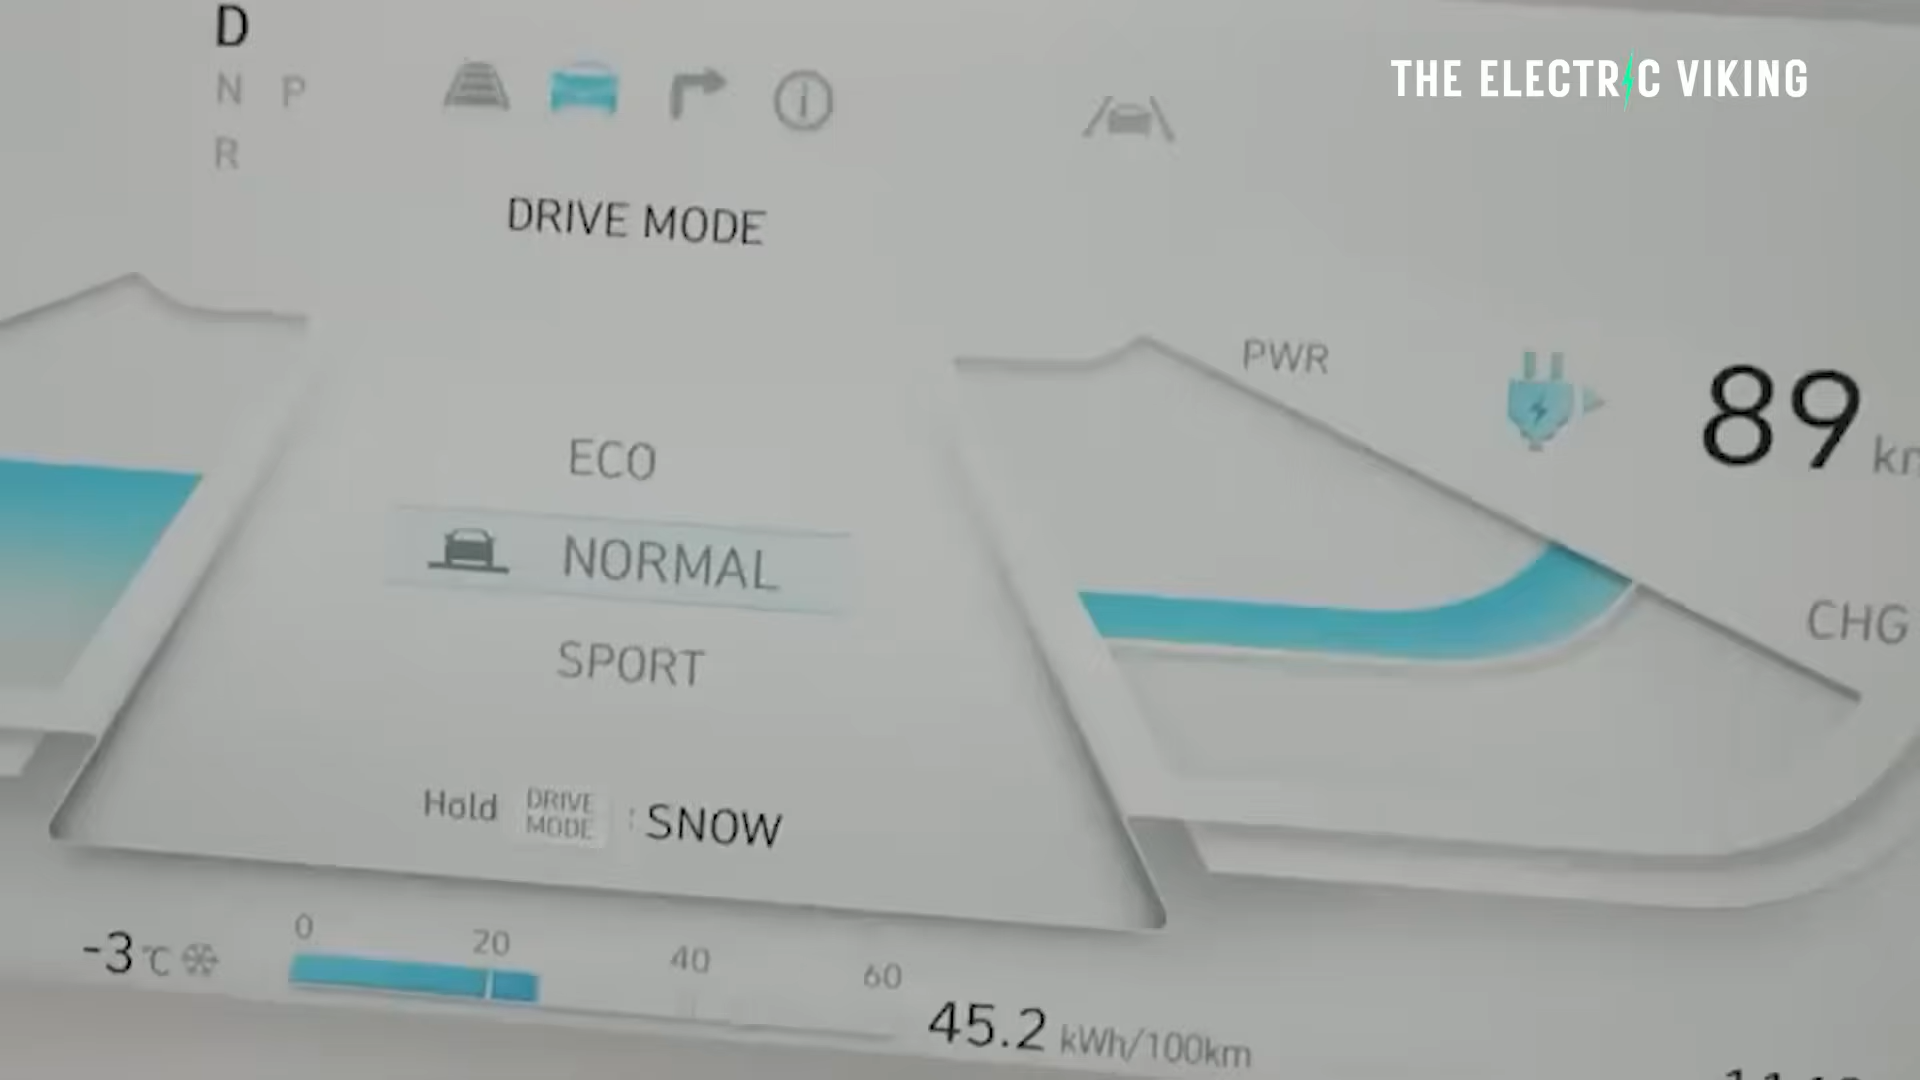 D
N P
R
THE ELECTRIC VIKING
DRIVE MODE
PWR
89
ECO
NORMAL
CHG
SPORT
Hold DRIVE MODE : SNOW
0 20 40 60
-3°C
45.2 kWh/100km